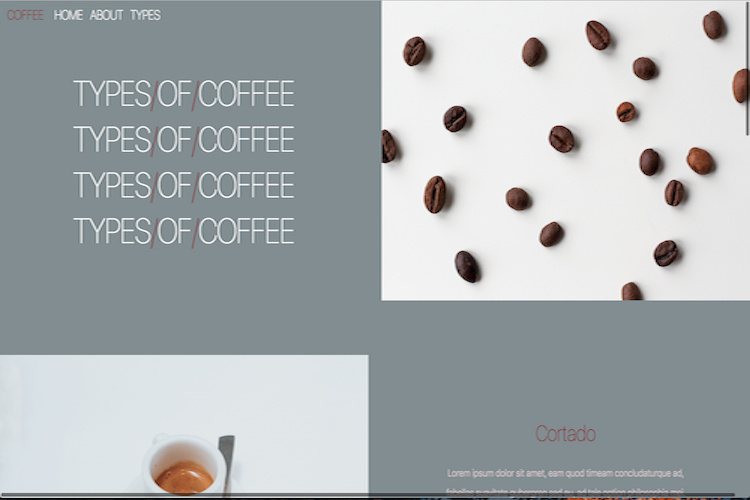 COFFEE HOME ABOUT TYPES
TYPES/OF/COFFEE
TYPES/OF/COFFEE
TYPES/OF/COFFEE
TYPES/OF/COFFEE
Cortado
Lorem ipsum dolor sit amet, eam quod timeam concludaturque ad,